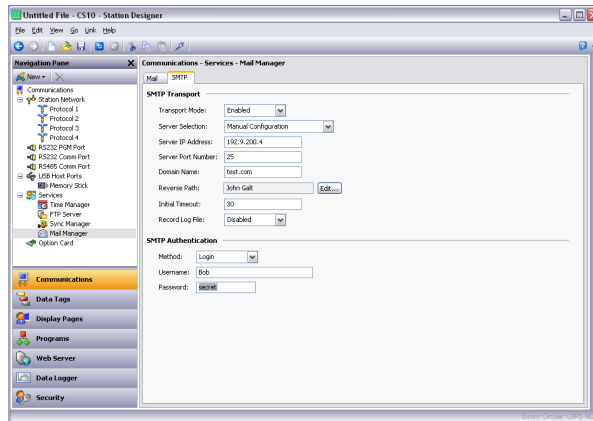 Untitled File - CS10 - Station Designer
File Edit View Go Link Help
Navigation Pane X
New
Communications
Station Network
Protocol 1
Protocol 2
Protocol 3
Protocol 4
RS232 PGM Port
RS232 Comm Port
RS485 Comm Port
USB Host Ports
Memory Stick
Services
Time Manager
FTP Server
Sync Manager
Mail Manager
Option Card
Communications
Data Tags
Display Pages
Programs
Web Server
Data Logger
Security
Communications - Services - Mail Manager
Mail SMTP
SMTP Transport
Transport Mode: Enabled
Server Selection: Manual Configuration
Server IP Address: 192.9.200.4
Server Port Number: 25
Domain Name: test.com
Reverse Path: John Galt Edit...
Initial Timeout: 30
Record Log File: Disabled
SMTP Authentication
Method: Login
Username: Bob
Password: secret
Errors Circular CAPS